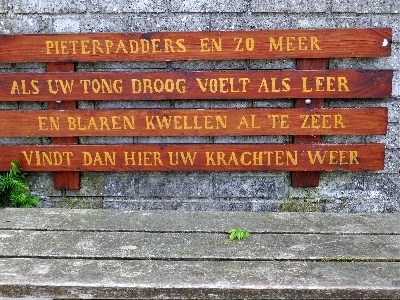 PIETERPADDERS EN ZO MEER
ALS UW TONG DROOG VOELT ALS LEER
EN BLAREN KWELLEN AL TE ZEER
VINDT DAN HIER UW KRACHTEN WEER